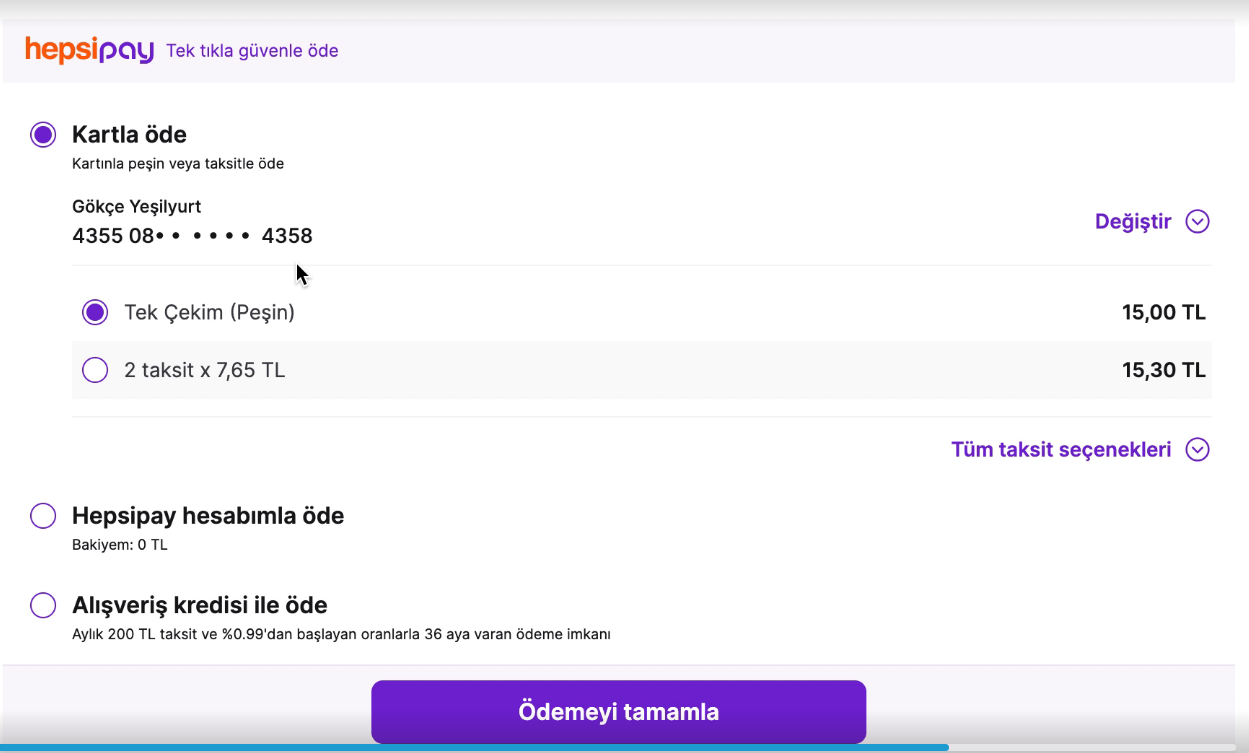 hepsipay Tek tıkla güvenle öde
Kartla öde
Kartınla peşin veya taksitle öde
Gökçe Yeşilyurt
4355 08•• •••• 4358
Değiştir
Tek Çekim (Peşin) 15,00 TL
2 taksit x 7,65 TL 15,30 TL
Tüm taksit seçenekleri
Hepsipay hesabımla öde
Bakiyem: 0 TL
Alışveriş kredisi ile öde
Aylık 200 TL taksit ve %0.99'dan başlayan oranlarla 36 aya varan ödeme imkanı
Ödemeyi tamamla